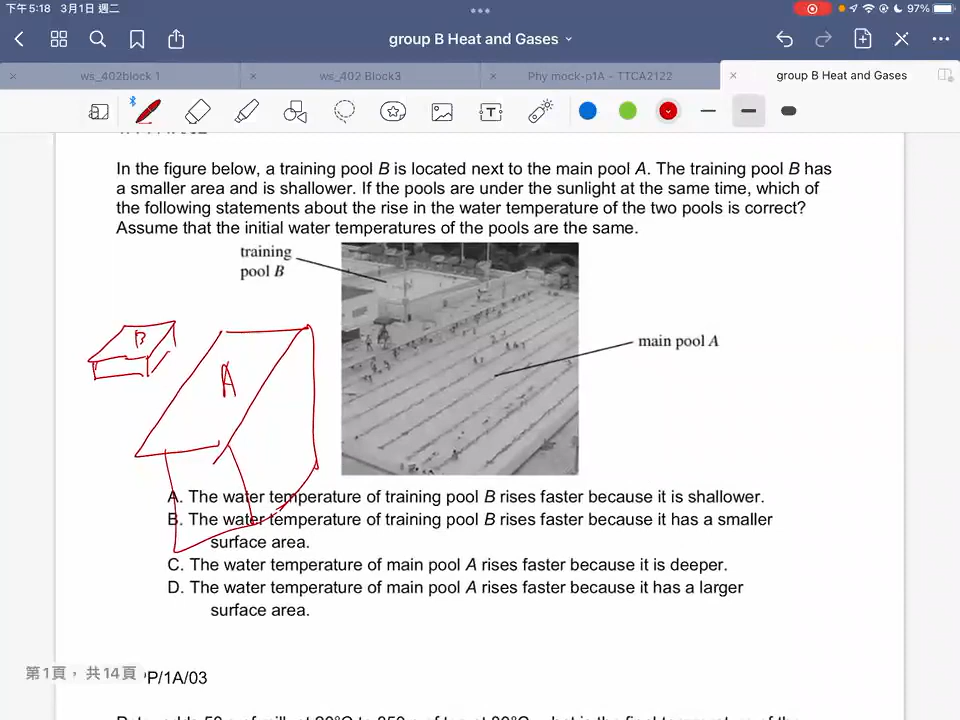 下午5:18 3月1日 週二
97%
group B Heat and Gases
ws_402block 1
ws_402 Block3
Phy mock-p1A - TTCA2122
group B Heat and Gases
In the figure below, a training pool B is located next to the main pool A. The training pool B has
a smaller area and is shallower. If the pools are under the sunlight at the same time, which of
the following statements about the rise in the water temperature of the two pools is correct?
Assume that the initial water temperatures of the pools are the same.
training
pool B
main pool A
B
A
A. The water temperature of training pool B rises faster because it is shallower.
B. The water temperature of training pool B rises faster because it has a smaller
surface area.
C. The water temperature of main pool A rises faster because it is deeper.
D. The water temperature of main pool A rises faster because it has a larger
surface area.
第1頁，共14頁
PP/1A/03